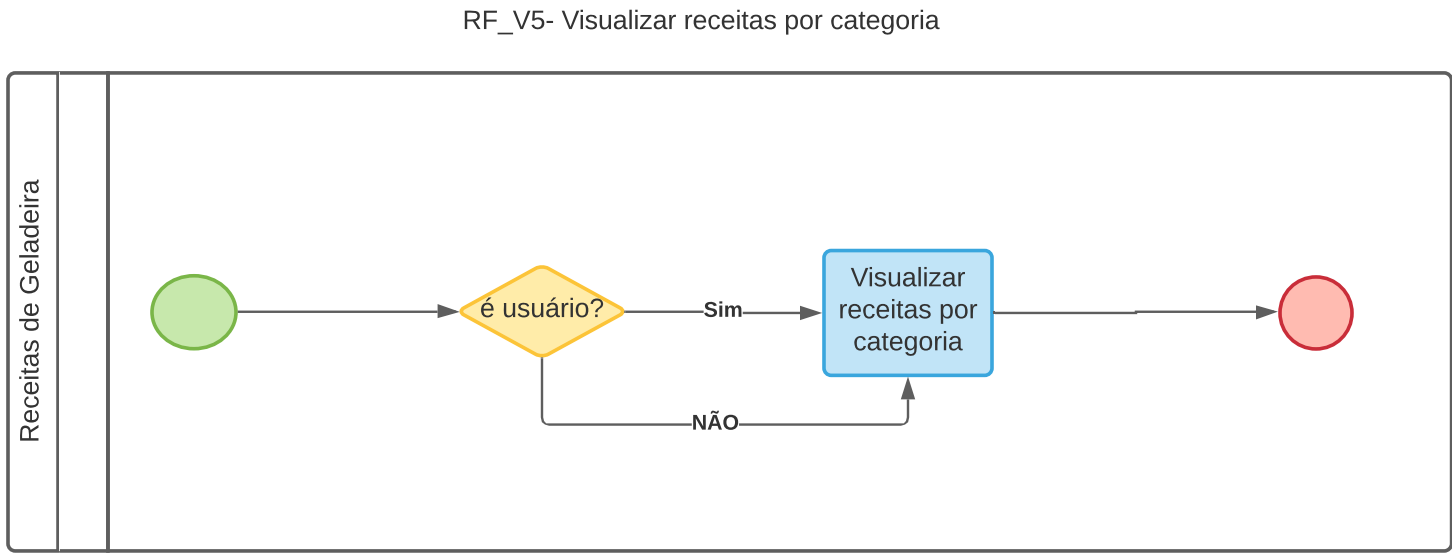 RF_V5- Visualizar receitas por categoria
Receitas de Geladeira
é usuário?
Sim
Visualizar
receitas por
categoria
NÃO